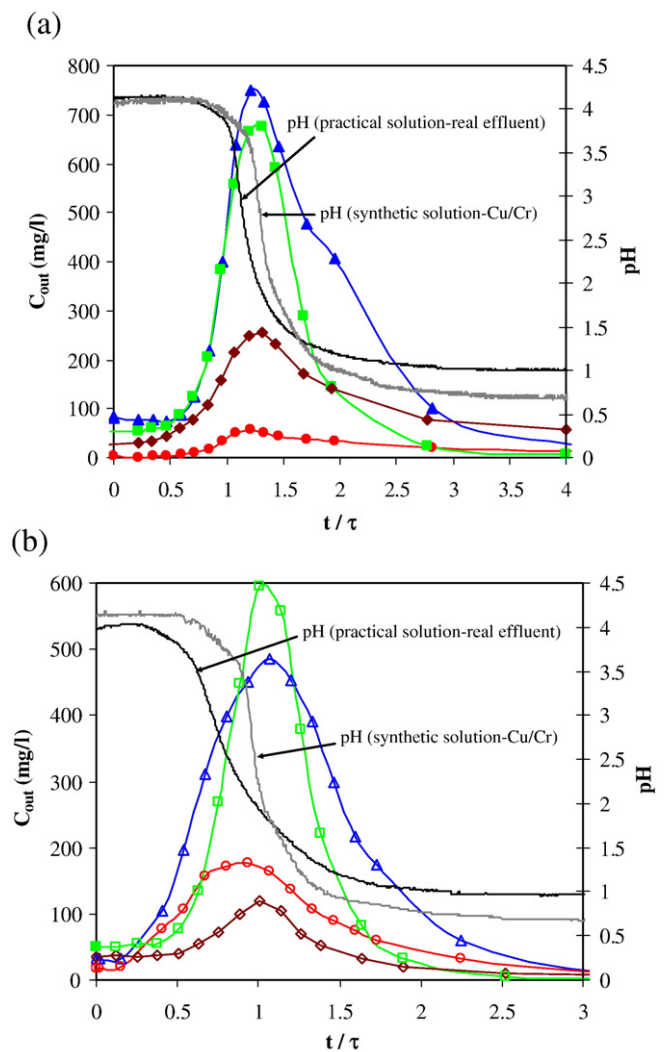 (a)
800
700
600
500
400
300
200
100
0
C_out (mg/l)
4.5
4
3.5
3
2.5
2
1.5
1
0.5
0
pH
pH (practical solution-real effluent)
pH (synthetic solution-Cu/Cr)
0 0.5 1 1.5 2 2.5 3 3.5 4
t / τ
(b)
600
500
400
300
200
100
0
C_out (mg/l)
4.5
4
3.5
3
2.5
2
1.5
1
0.5
0
pH
pH (practical solution-real effluent)
pH (synthetic solution-Cu/Cr)
0 0.5 1 1.5 2 2.5 3
t / τ